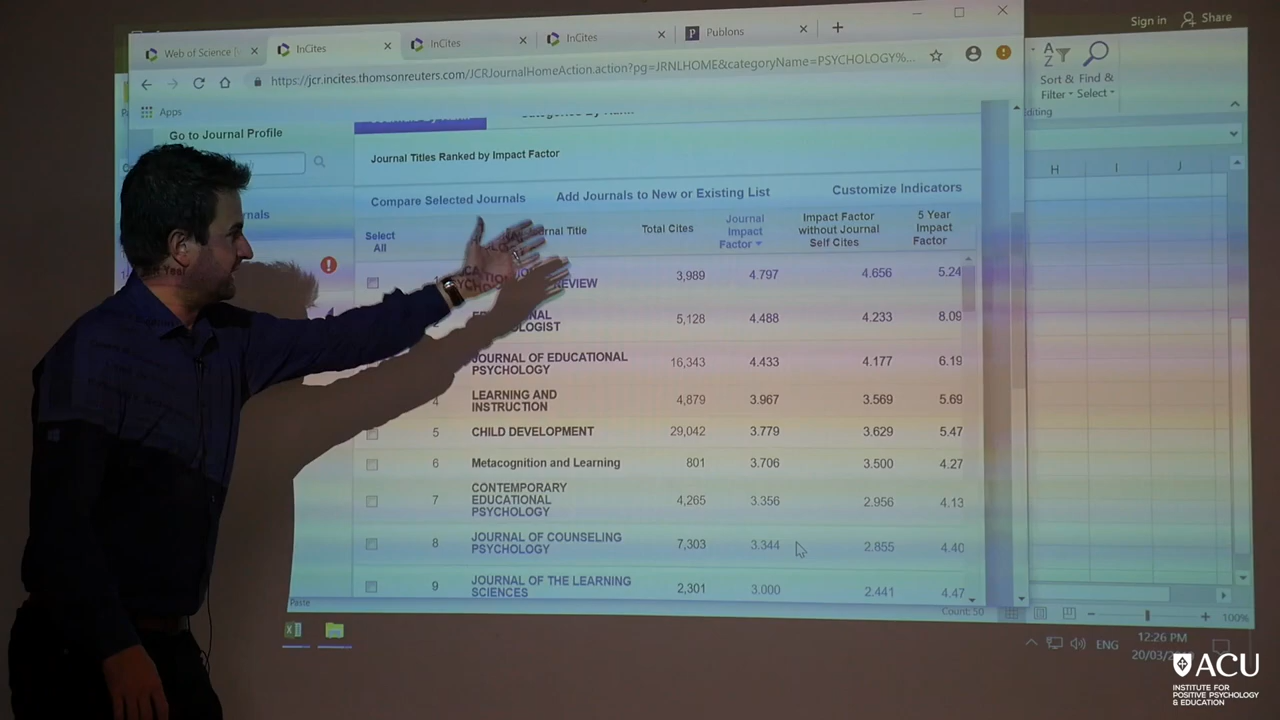 Sign in Share
Web of Science
InCites
InCites
InCites
Publons
https://jcr.incites.thomsonreuters.com/JCRJournalHomeAction.action?pg=JRNLHOME&categoryName=PSYCHOLOGY%...
Sort & Find &
Filter Select
Apps
Go to Journal Profile
Journal Titles Ranked by Impact Factor
Compare Selected Journals Add Journals to New or Existing List Customize Indicators
Select All Total Cites Journal Impact Factor Impact Factor without Journal Self Cites 5 Year Impact Factor
Title
REVIEW 3,989 4.797 4.656 5.24
5,128 4.488 4.233 8.09
JOURNAL OF EDUCATIONAL PSYCHOLOGY 16,343 4.433 4.177 6.19
4 LEARNING AND INSTRUCTION 4,879 3.967 3.569 5.69
5 CHILD DEVELOPMENT 29,042 3.779 3.629 5.47
6 Metacognition and Learning 801 3.706 3.500 4.27
7 CONTEMPORARY EDUCATIONAL PSYCHOLOGY 4,265 3.356 2.956 4.13
8 JOURNAL OF COUNSELING PSYCHOLOGY 7,303 3.344 2.855 4.40
9 JOURNAL OF THE LEARNING SCIENCES 2,301 3.000 2.441 4.47
H I J
Paste
Count: 50
100%
ENG
12:26 PM
20/03/
ACU
INSTITUTE FOR
POSITIVE PSYCHOLOGY
& EDUCATION